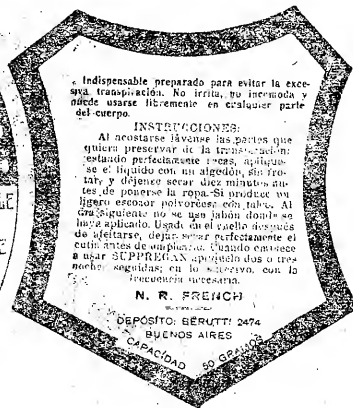 Indispensable preparado para evitar la exce-
siva transpiración. No irrita, no incomoda y
puede usarse libremente en cualquier parte
del cuerpo.
INSTRUCCIONES:
Al acostarse lávense las partes que
quiera preservar de la transpiración:
estando perfectamente secas, aplíque-
se el líquido con un algodón, sin fro-
tar, y déjense secar diez minutos an-
tes de ponerse la ropa. Si produce un
ligero escozor polvorécese con talco. Al
día siguiente no se use jabón donde se
haya aplicado. Usado en el vello después
de afeitarse, dejar secar perfectamente el
cutis antes de emplearlo. Cuando empiece
a usar SUPPREGAN apliquelo dos o tres
noches seguidas; en lo sucesivo, con la
frecuencia necesaria.
N. R. FRENCH
DEPÓSITO: BERUTTI 2474
BUENOS AIRES
CAPACIDAD 50 GRAMOS